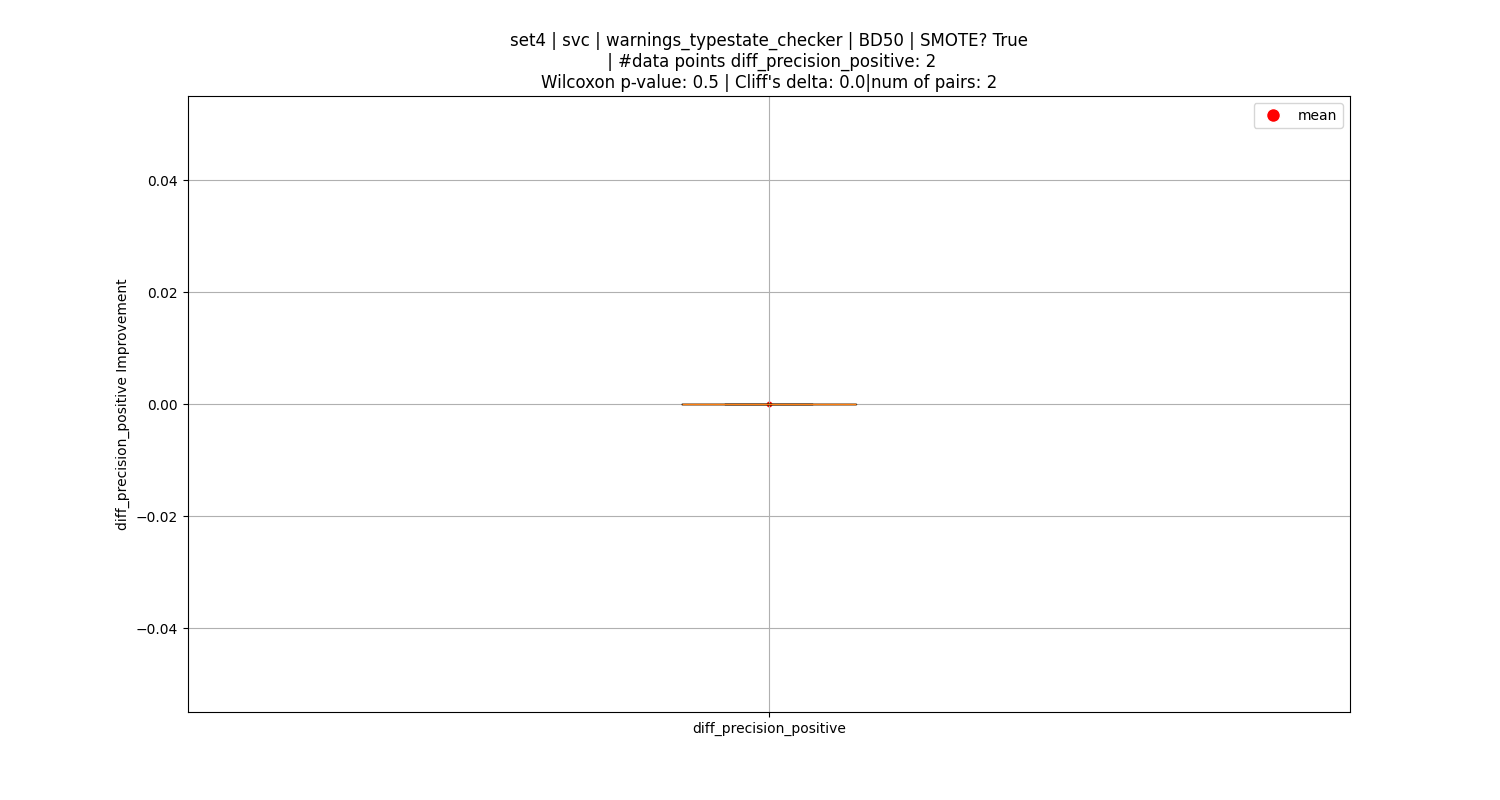 set4 | svc | warnings_typestate_checker | BD50 | SMOTE? True
| #data points diff_precision_positive: 2
Wilcoxon p-value: 0.5 | Cliff's delta: 0.0|num of pairs: 2
mean
0.04
0.02
0.00
−0.02
−0.04
diff_precision_positive Improvement
diff_precision_positive